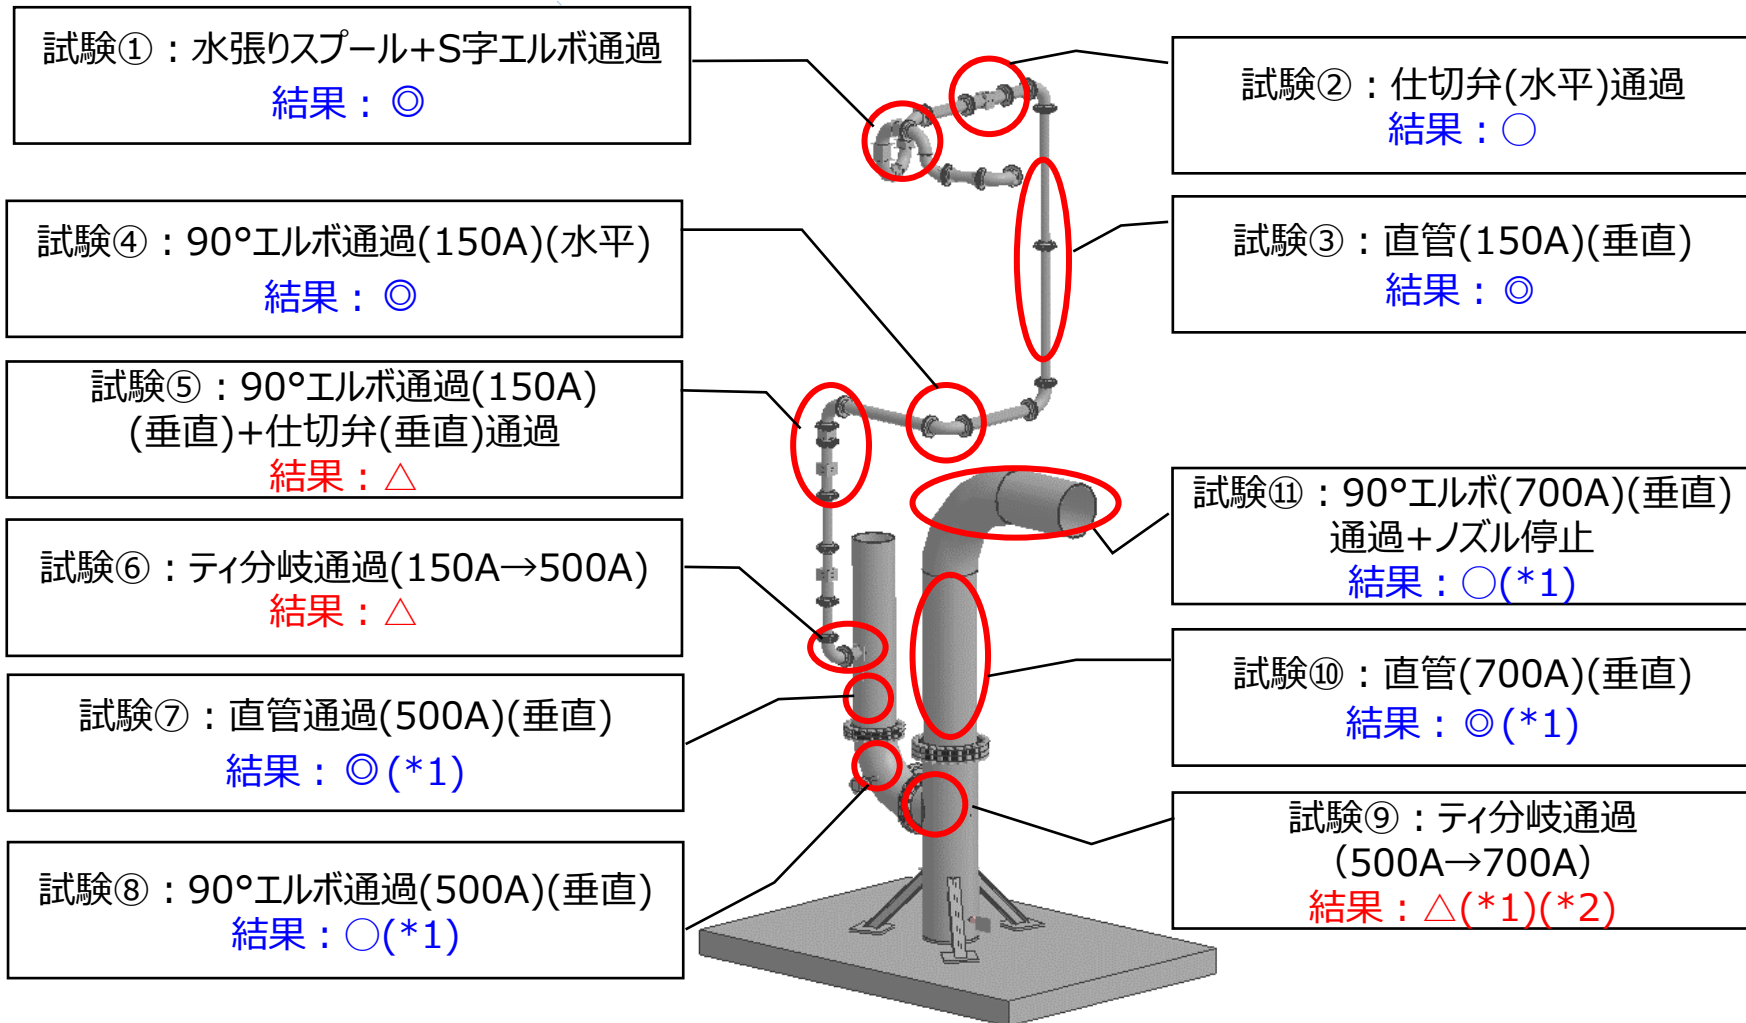 試験①：水張りスプール+S字エルボ通過
結果：◎
試験②：仕切弁(水平)通過
結果：○
試験③：直管(150A)(垂直)
結果：◎
試験④：90°エルボ通過(150A)(水平)
結果：◎
試験⑤：90°エルボ通過(150A)
(垂直)+仕切弁(垂直)通過
結果：△
試験⑥：ティ分岐通過(150A→500A)
結果：△
試験⑦：直管通過(500A)(垂直)
結果：◎(*1)
試験⑧：90°エルボ通過(500A)(垂直)
結果：○(*1)
試験⑪：90°エルボ(700A)(垂直)
通過+ノズル停止
結果：○(*1)
試験⑩：直管(700A)(垂直)
結果：◎(*1)
試験⑨：ティ分岐通過
（500A→700A）
結果：△(*1)(*2)